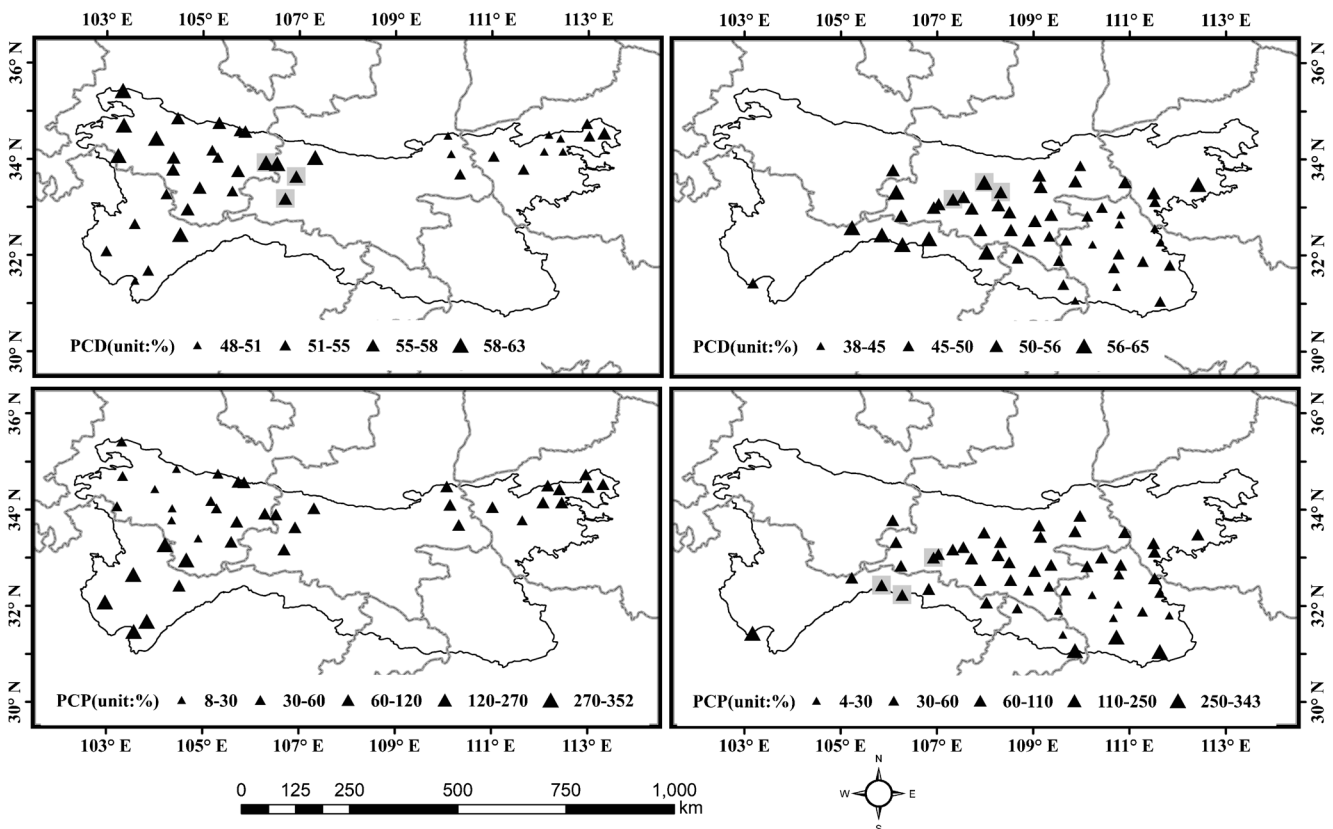 103° E 105° E 107° E 109° E 111° E 113° E 103° E 105° E 107° E 109° E 111° E 113° E
36° N
34° N
32° N
30° N
36° N
34° N
32° N
30° N
PCD(unit:%) 48-51 51-55 55-58 58-63
PCD(unit:%) 38-45 45-50 50-56 56-65
36° N
34° N
32° N
30° N
36° N
34° N
32° N
30° N
PCP(unit:%) 8-30 30-60 60-120 120-270 270-352
PCP(unit:%) 4-30 30-60 60-110 110-250 250-343
103° E 105° E 107° E 109° E 111° E 113° E 103° E 105° E 107° E 109° E 111° E 113° E
0 125 250 500 750 1,000
km
N
W E
S